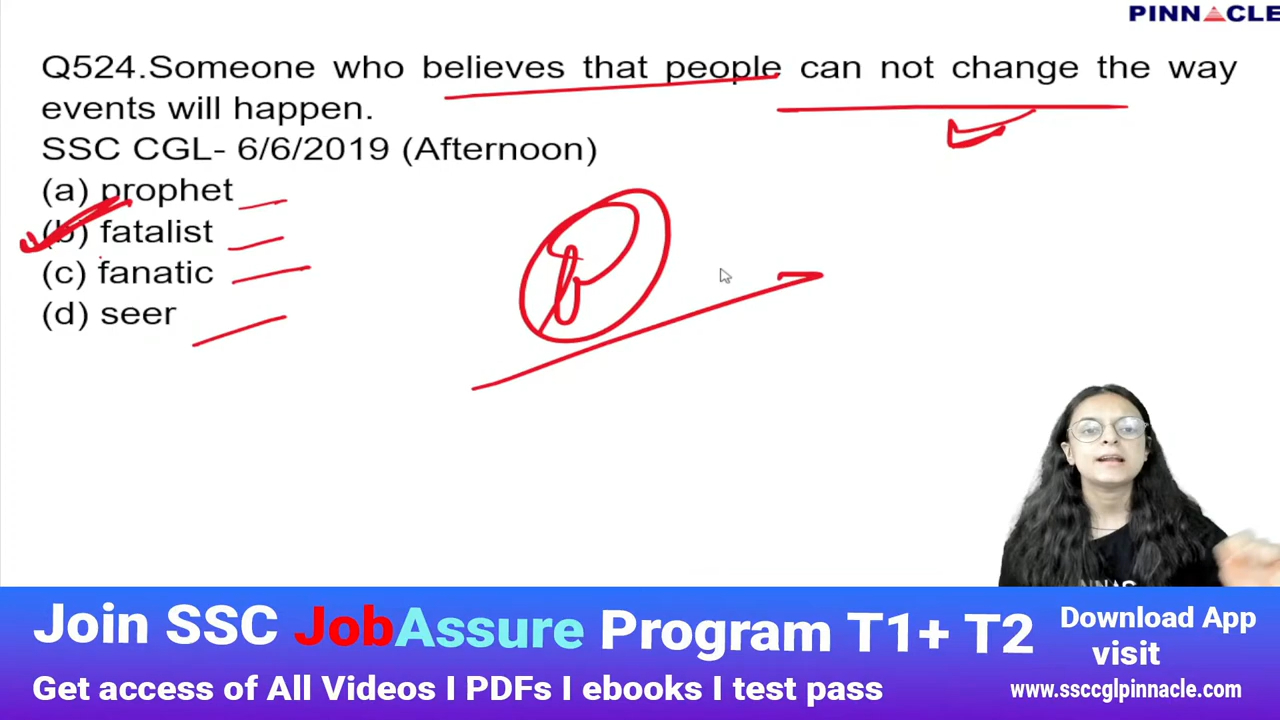 PINNACLE
Q524.Someone who believes that people can not change the way
events will happen.
SSC CGL- 6/6/2019 (Afternoon)
(a) prophet
(b) fatalist
(c) fanatic
(d) seer
b
Join SSC JobAssure Program T1+ T2
Get access of All Videos I PDFs I ebooks I test pass
Download App
visit
www.ssccglpinnacle.com